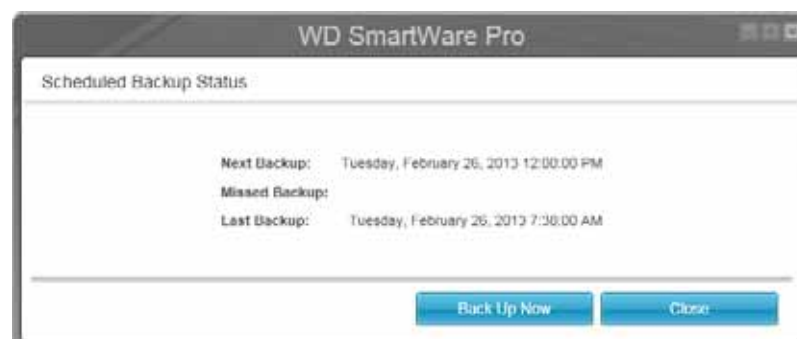 WD SmartWare Pro
Scheduled Backup Status
Next Backup: Tuesday, February 26, 2013 12:00:00 PM
Missed Backup:
Last Backup: Tuesday, February 26, 2013 7:30:00 AM
Back Up Now Close